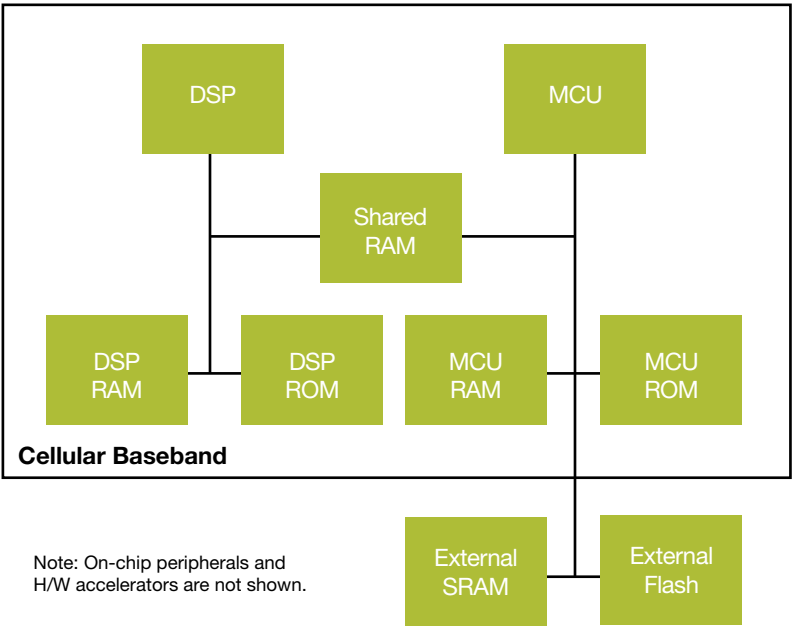 DSP
MCU
Shared
RAM
DSP
RAM
DSP
ROM
MCU
RAM
MCU
ROM
Cellular Baseband
Note: On-chip peripherals and
H/W accelerators are not shown.
External
SRAM
External
Flash